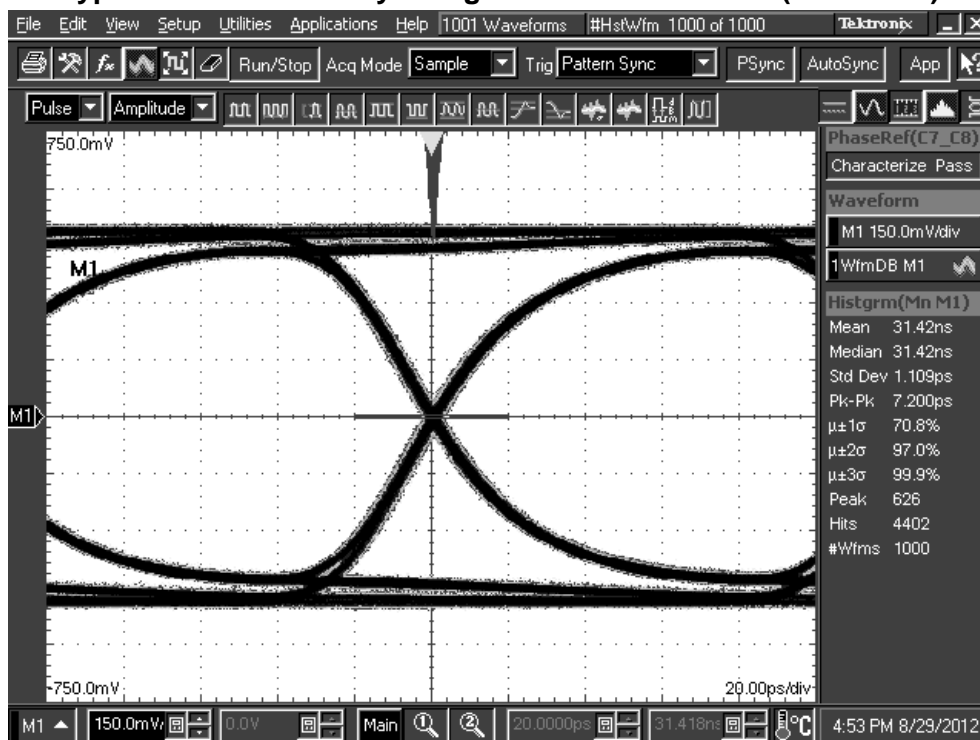 File Edit View Setup Utilities Applications Help 1001 Waveforms #HstWfm 1000 of 1000 Tektronix
Run/Stop Acq Mode Sample Trig Pattern Sync PSync AutoSync App
Pulse Amplitude
750.0mV
M1
M1
-750.0mV
20.00ps/div
PhaseRef(C7_C8)
Characterize Pass
Waveform
M1 150.0mV/div
1WfmDB M1
Histgrm(Mn M1)
Mean 31.42ns
Median 31.42ns
Std Dev 1.109ps
Pk-Pk 7.200ps
μ±1σ 70.8%
μ±2σ 97.0%
μ±3σ 99.9%
Peak 626
Hits 4402
#Wfms 1000
M1 150.0mV/ 0.0V Main 1 2 20.0000ps 31.418ns °C 4:53 PM 8/29/2012